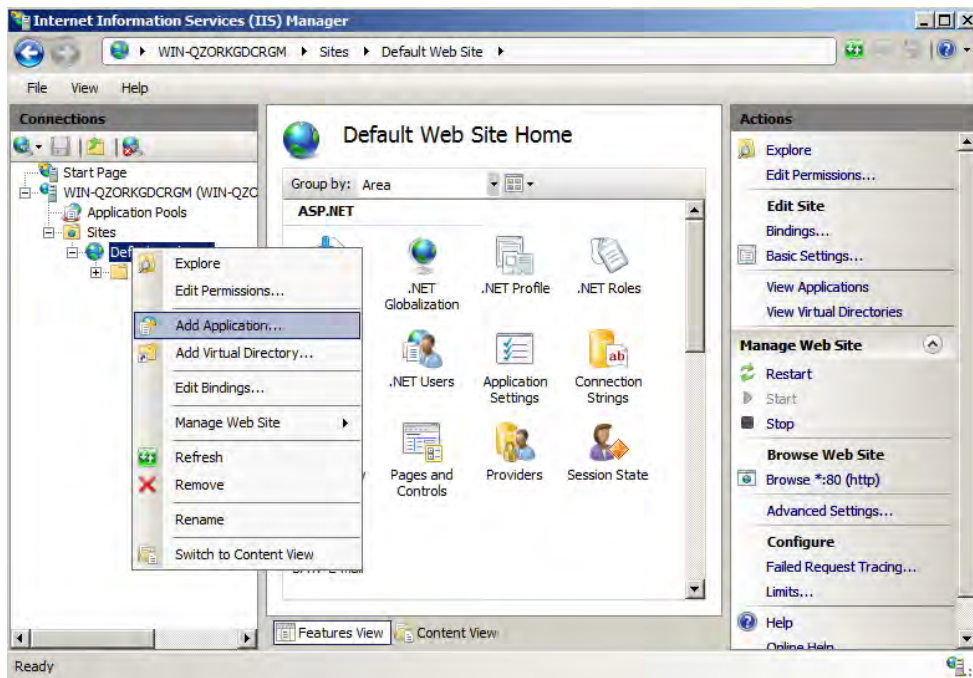 Internet Information Services (IIS) Manager
WIN-QZORKGDCRGM Sites Default Web Site
File View Help
Connections
Start Page
WIN-QZORKGDCRGM (WIN-QZO
Application Pools
Sites
Explore
Edit Permissions...
Add Application...
Add Virtual Directory...
Edit Bindings...
Manage Web Site
Refresh
Remove
Rename
Switch to Content View
Default Web Site Home
Group by: Area
ASP.NET
.NET
Globalization
.NET Profile
.NET Roles
.NET Users
Application
Settings
Connection
Strings
Pages and
Controls
Providers
Session State
Features View
Content View
Actions
Explore
Edit Permissions...
Edit Site
Bindings...
Basic Settings...
View Applications
View Virtual Directories
Manage Web Site
Restart
Start
Stop
Browse Web Site
Browse *:80 (http)
Advanced Settings...
Configure
Failed Request Tracing...
Limits...
Help
Online Help
Ready